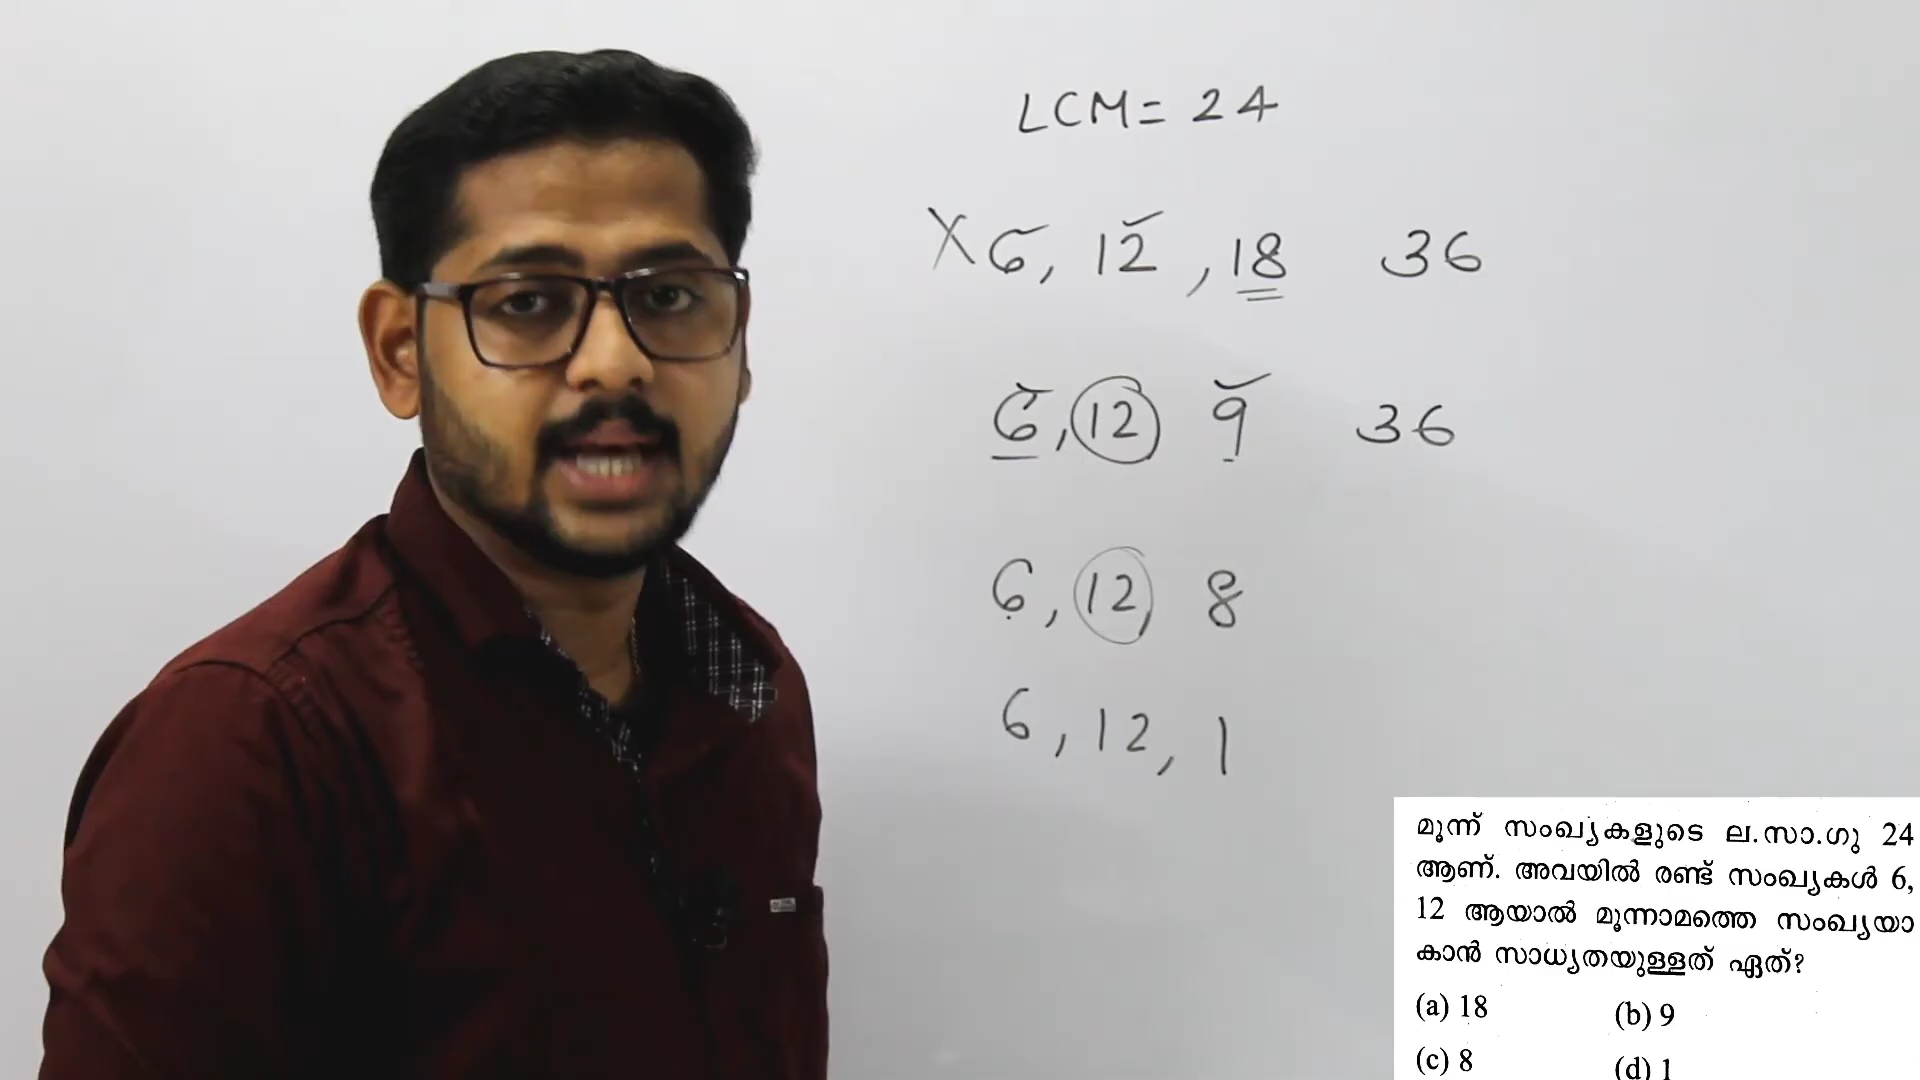 LCM = 24
X 6, 12, 18 36
6, 12 9 36
6, 12, 8
6, 12, 1
മൂന്ന് സംഖ്യകളുടെ ല.സാ.ഗു 24
ആണ്. അവയിൽ രണ്ട് സംഖ്യകൾ 6,
12 ആയാൽ മൂന്നാമത്തെ സംഖ്യയാ
കാൻ സാധ്യതയുള്ളത് ഏത്?
(a) 18 (b) 9
(c) 8 (d) 1